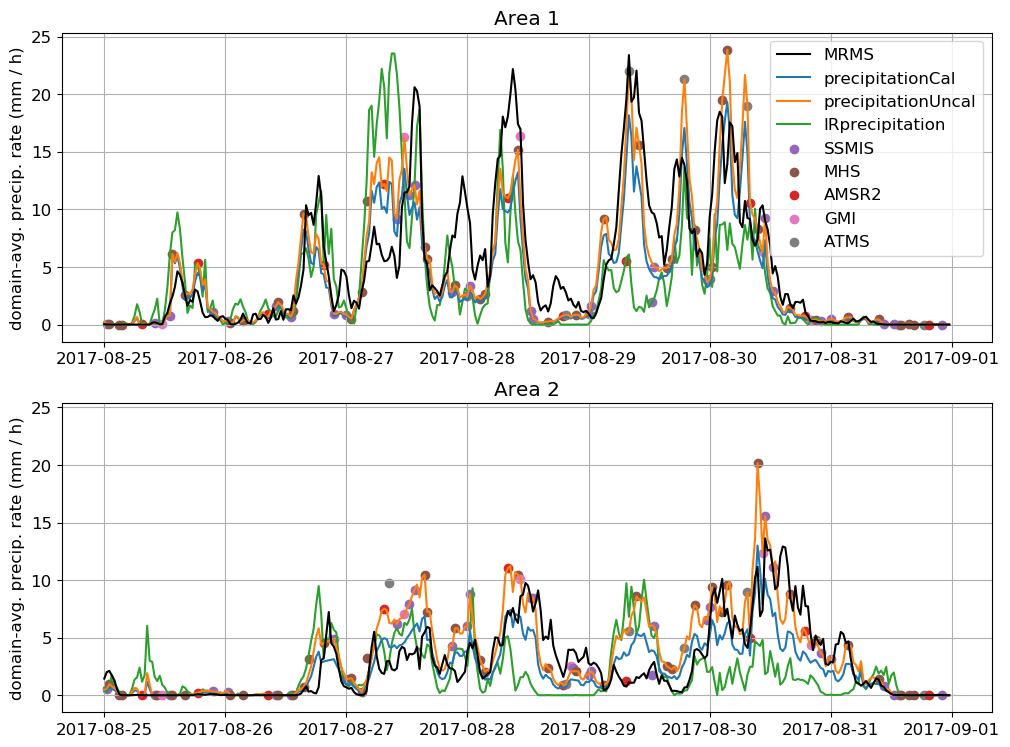 Area 1
domain-avg. precip. rate (mm / h)
25
20
15
10
5
0
MRMS
precipitationCal
precipitationUncal
IRprecipitation
SSMIS
MHS
AMSR2
GMI
ATMS
2017-08-25 2017-08-26 2017-08-27 2017-08-28 2017-08-29 2017-08-30 2017-08-31 2017-09-01
Area 2
domain-avg. precip. rate (mm / h)
25
20
15
10
5
0
2017-08-25 2017-08-26 2017-08-27 2017-08-28 2017-08-29 2017-08-30 2017-08-31 2017-09-01